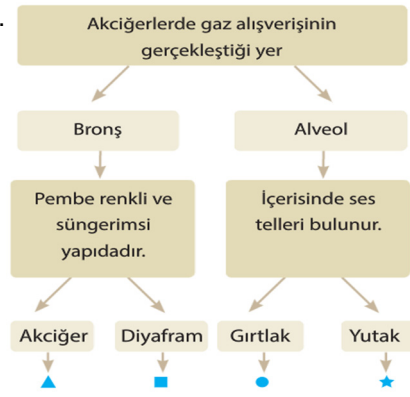 Akciğerlerde gaz alışverişinin
gerçekleştiği yer
Bronş
Alveol
Pembe renkli ve
süngerimsi
yapıdadır.
İçerisinde ses
telleri bulunur.
Akciğer
Diyafram
Gırtlak
Yutak